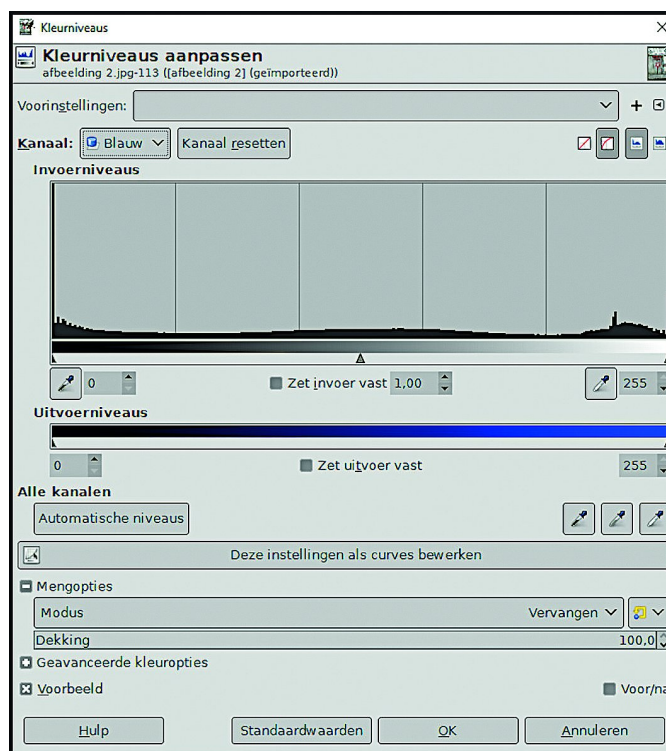 Kleurniveaus
Kleurniveaus aanpassen
afbeelding 2.jpg-113 ([afbeelding 2] (geïmporteerd))
Voorinstellingen:
Kanaal: Blauw Kanaal resetten
Invoerniveaus
0 Zet invoer vast 1,00 255
Uitvoerniveaus
0 Zet uitvoer vast 255
Alle kanalen
Automatische niveaus
Deze instellingen als curves bewerken
Mengopties
Modus Vervangen
Dekking 100,0
Geavanceerde kleuropties
Voorbeeld Voor/na
Hulp Standaardwaarden OK Annuleren